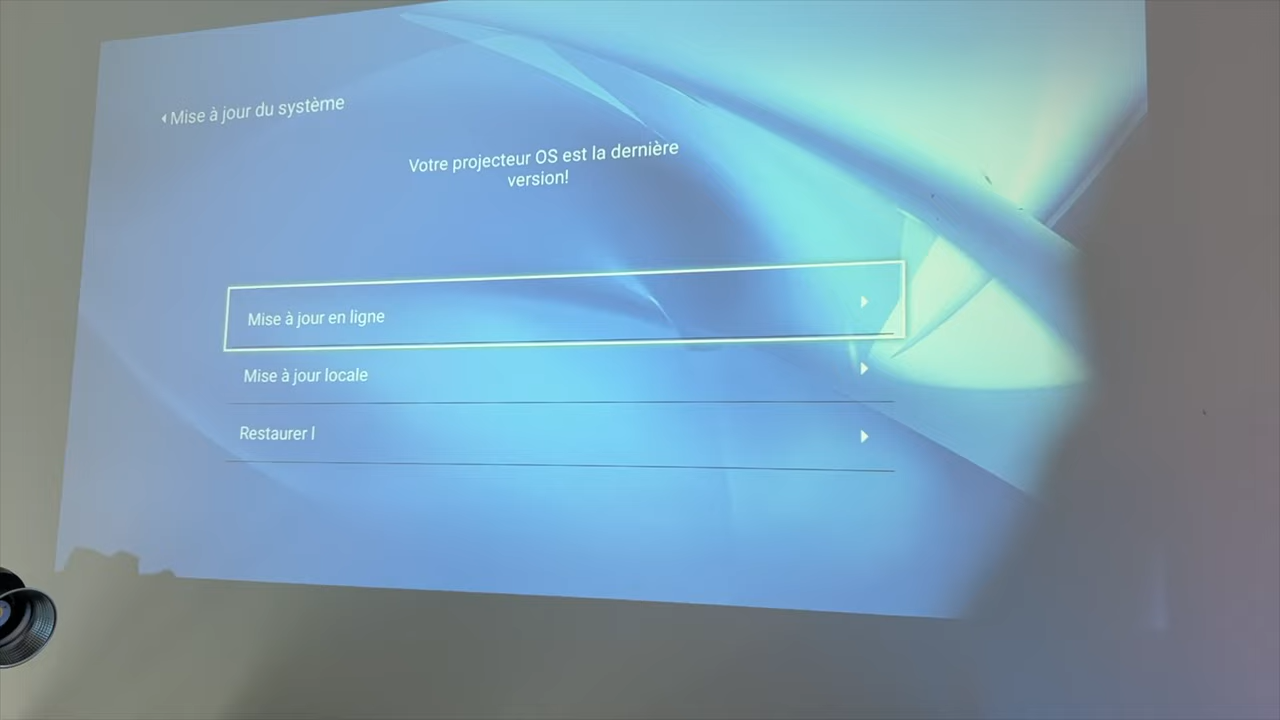 Mise à jour du système
Votre projecteur OS est la dernière
version!
Mise à jour en ligne
Mise à jour locale
Restaurer l